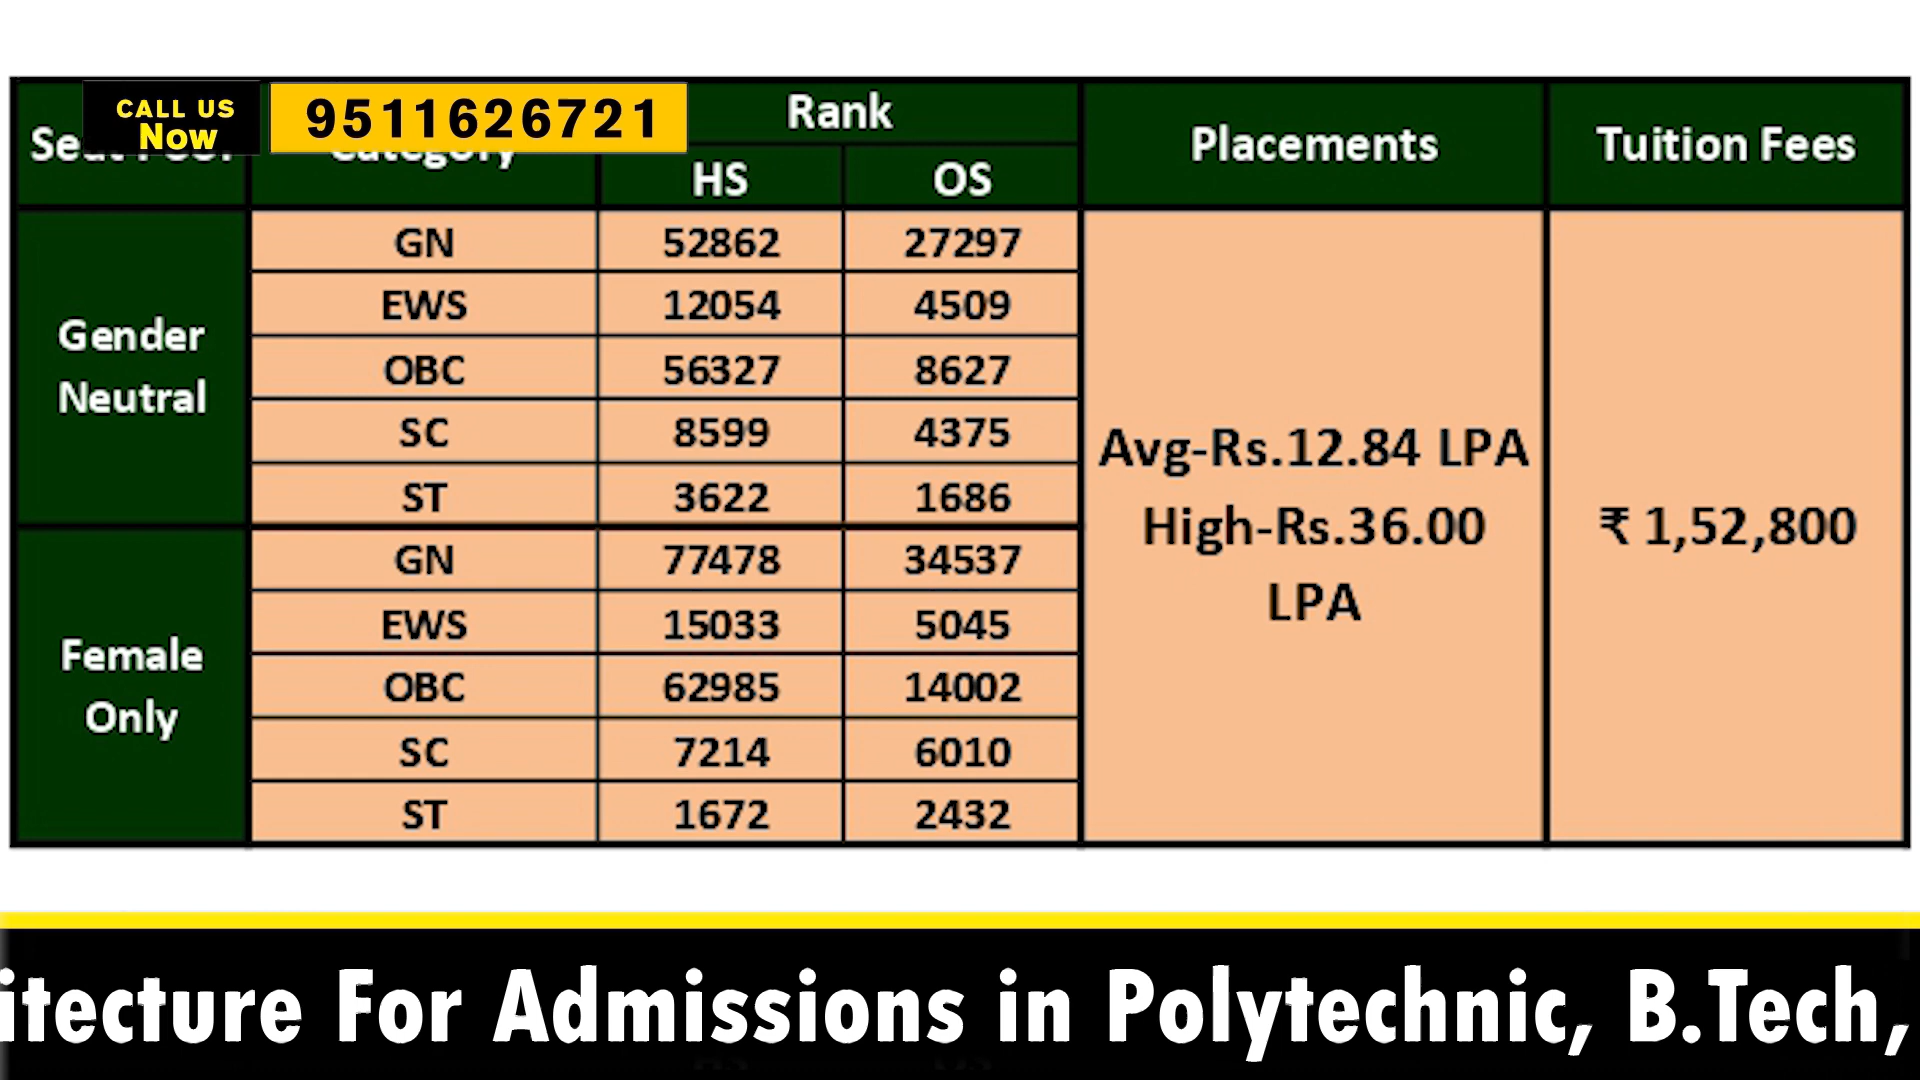 CALL US
Now
9511626721
Rank
Placements
Tuition Fees
Category
HS
OS
Gender
Neutral
GN
52862
27297
EWS
12054
4509
OBC
56327
8627
SC
8599
4375
ST
3622
1686
Female
Only
GN
77478
34537
EWS
15033
5045
OBC
62985
14002
SC
7214
6010
ST
1672
2432
Avg-Rs.12.84 LPA
High-Rs.36.00
LPA
₹ 1,52,800
itecture For Admissions in Polytechnic, B.Tech,